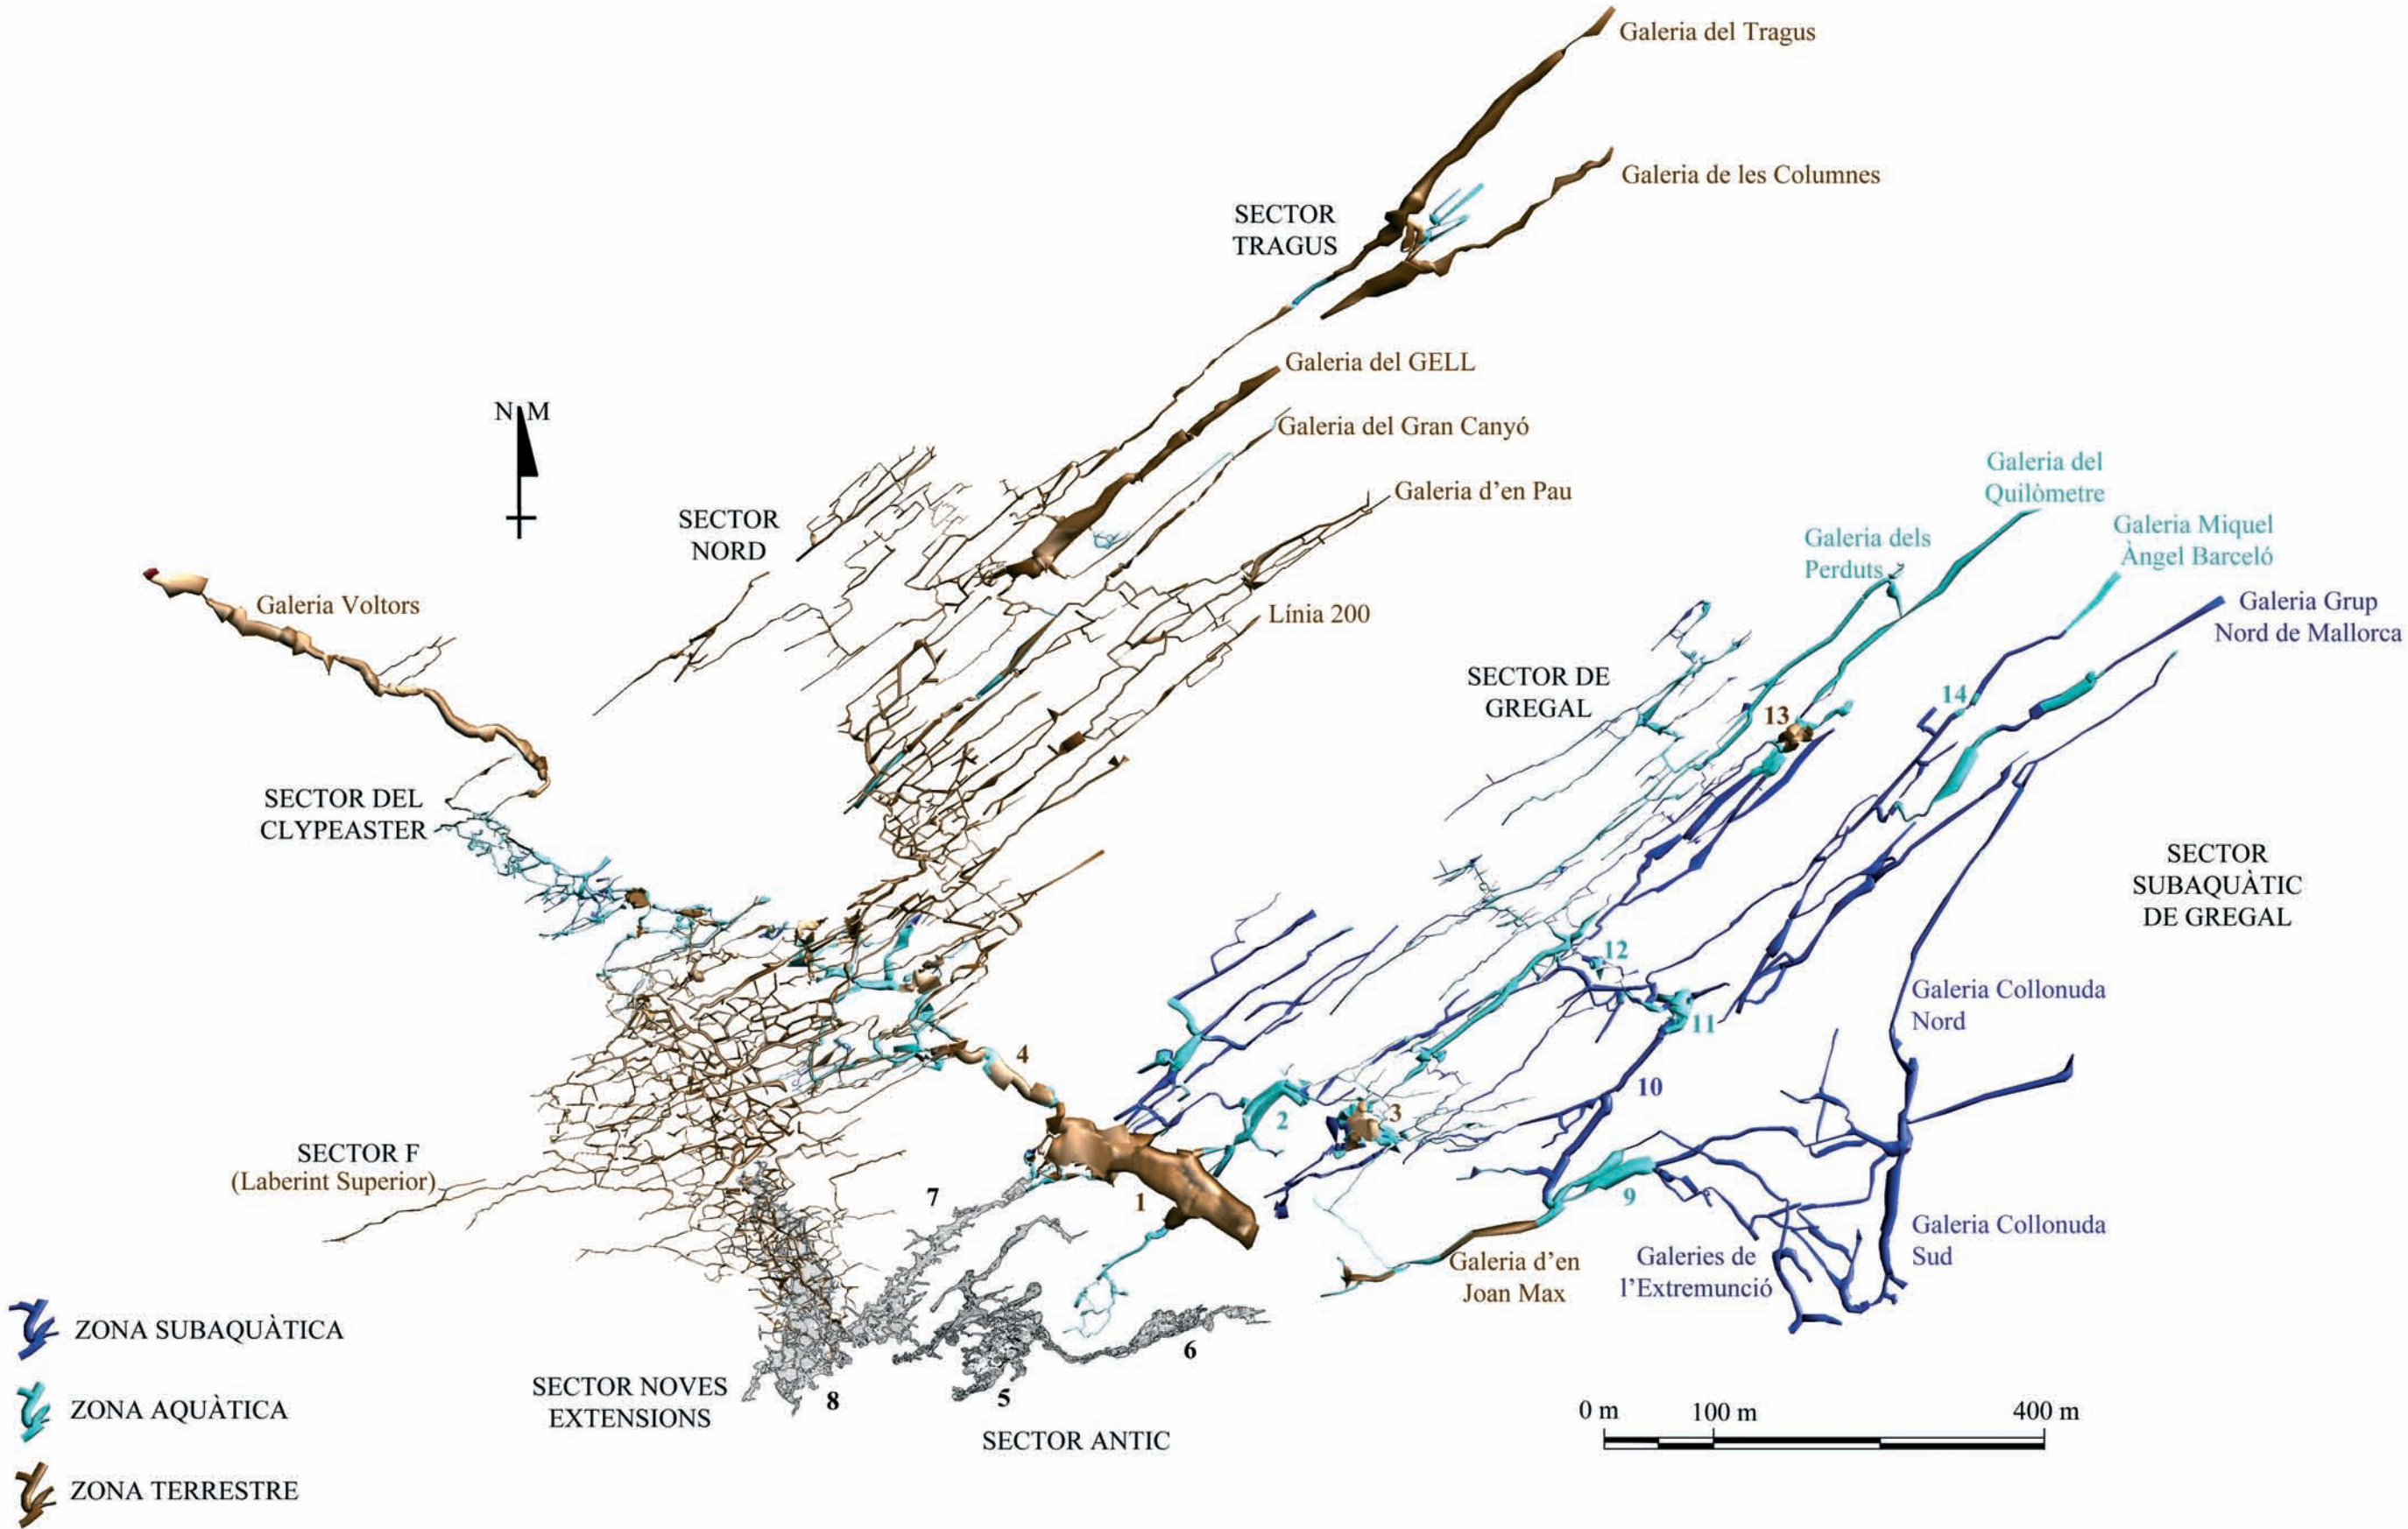 Galeria del Tragus
Galeria de les Columnes
SECTOR
TRAGUS
Galeria del GELL
N M
Galeria del Gran Canyó
Galeria d'en Pau
SECTOR
NORD
Galeria del
Quilòmetre
Galeria dels
Perduts
Galeria Miquel
Àngel Barceló
Galeria Voltors
Línia 200
Galeria Grup
Nord de Mallorca
SECTOR DE
GREGAL
14
13
SECTOR DEL
CLYPEASTER
SECTOR
SUBAQUÀTIC
DE GREGAL
12
11
Galeria Collonuda
Nord
4
10
2
3
SECTOR F
(Laberint Superior)
7
1
9
Galeria d'en
Joan Max
Galeries de
l'Extremunció
Galeria Collonuda
Sud
ZONA SUBAQUÀTICA
6
SECTOR NOVES
EXTENSIONS
8
5
ZONA AQUÀTICA
SECTOR ANTIC
0 m
100 m
400 m
ZONA TERRESTRE